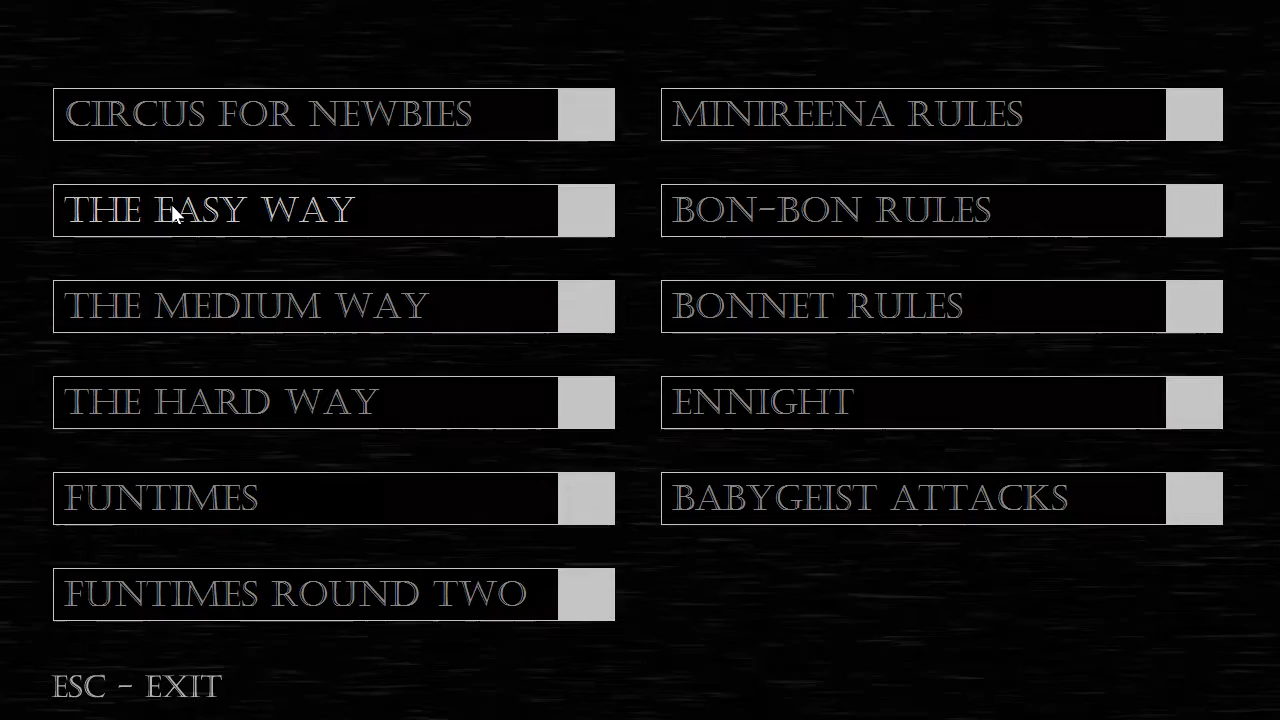 CIRCUS FOR NEWBIES
THE EASY WAY
THE MEDIUM WAY
THE HARD WAY
FUNTIMES
FUNTIMES ROUND TWO
MINIREENA RULES
BON-BON RULES
BONNET RULES
ENNIGHT
BABYGEIST ATTACKS
ESC - EXIT